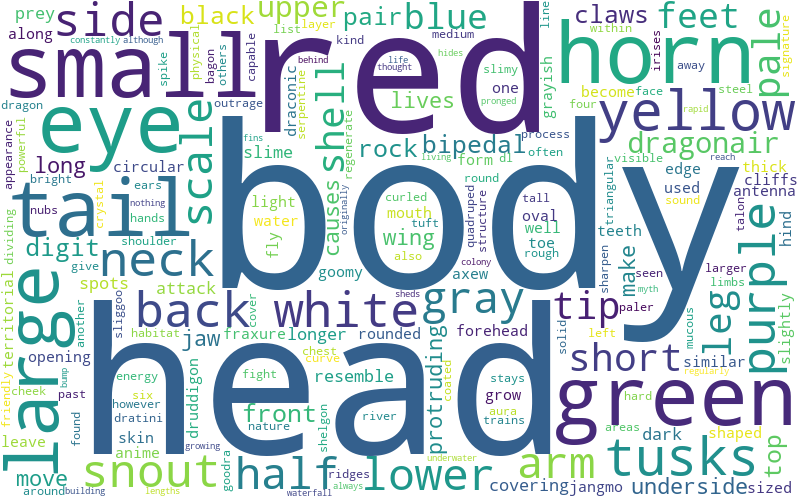 prey
along
side
black
claws
upper
list
layer
pair
blue
line
kind
medium
claws
feet
within
irises
pale
signature
constantly
although
physical
bagon
others
capable
behind
life
thought
hides
slimy
pronged
one
grayish
away
four
face
steel
become
rapid
small
red
horn
spike
outrage
draconic
serpentine
shell
regenerate
lives
dragon
powerful
appearance
eye
scale
slime
causes
rock
bipedal
fins
living
process
form
dl
often
yellow
dragonair
visible
reach
thick
edge
used
cliffs
antenna
sound
talon
long
circular
bright
ears
nubs
nothing
crystal
hands
tail
shoulder
light
water
fly
originally
curled
mouth
tuft
wing
also
round
quadruped
structure
tall
oval
well
toe
rough
triangular
teeth
body
dividing
territorial
digit
spots
give
neck
attack
goomy
axew
colony
sharpen
make
seen
myth
paler
larger
limbs
hind
purple
slightly
large
another
opening
sliggoo
cover
back
white
sheds
gray
tip
leg
mucous
habitat
jaw
fraxure
longer
rounded
forehead
solid
left
short
similar
regularly
friendly
cheek
bump
past
energy
six
however
dratini
found
skin
anime
druddigon
chest
curve
fight
resemble
coated
protruding
stays
grow
aura
trains
hard
areas
dark
shaped
green
leave
move
around
building
snout
growing
lengths
front
nature
goodra
half
shelgon
river
ridges
always
waterfall
head
lower
underwater
arm
covering
jangmo
tusks
underside
top
sized